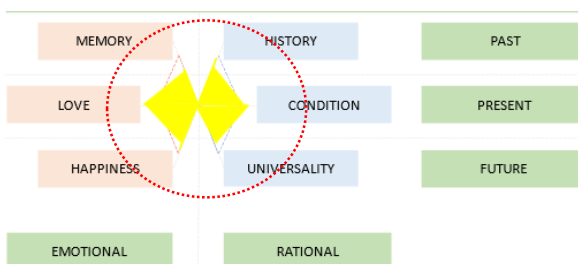 MEMORY HISTORY PAST
LOVE CONDITION PRESENT
HAPPINESS UNIVERSALITY FUTURE
EMOTIONAL RATIONAL